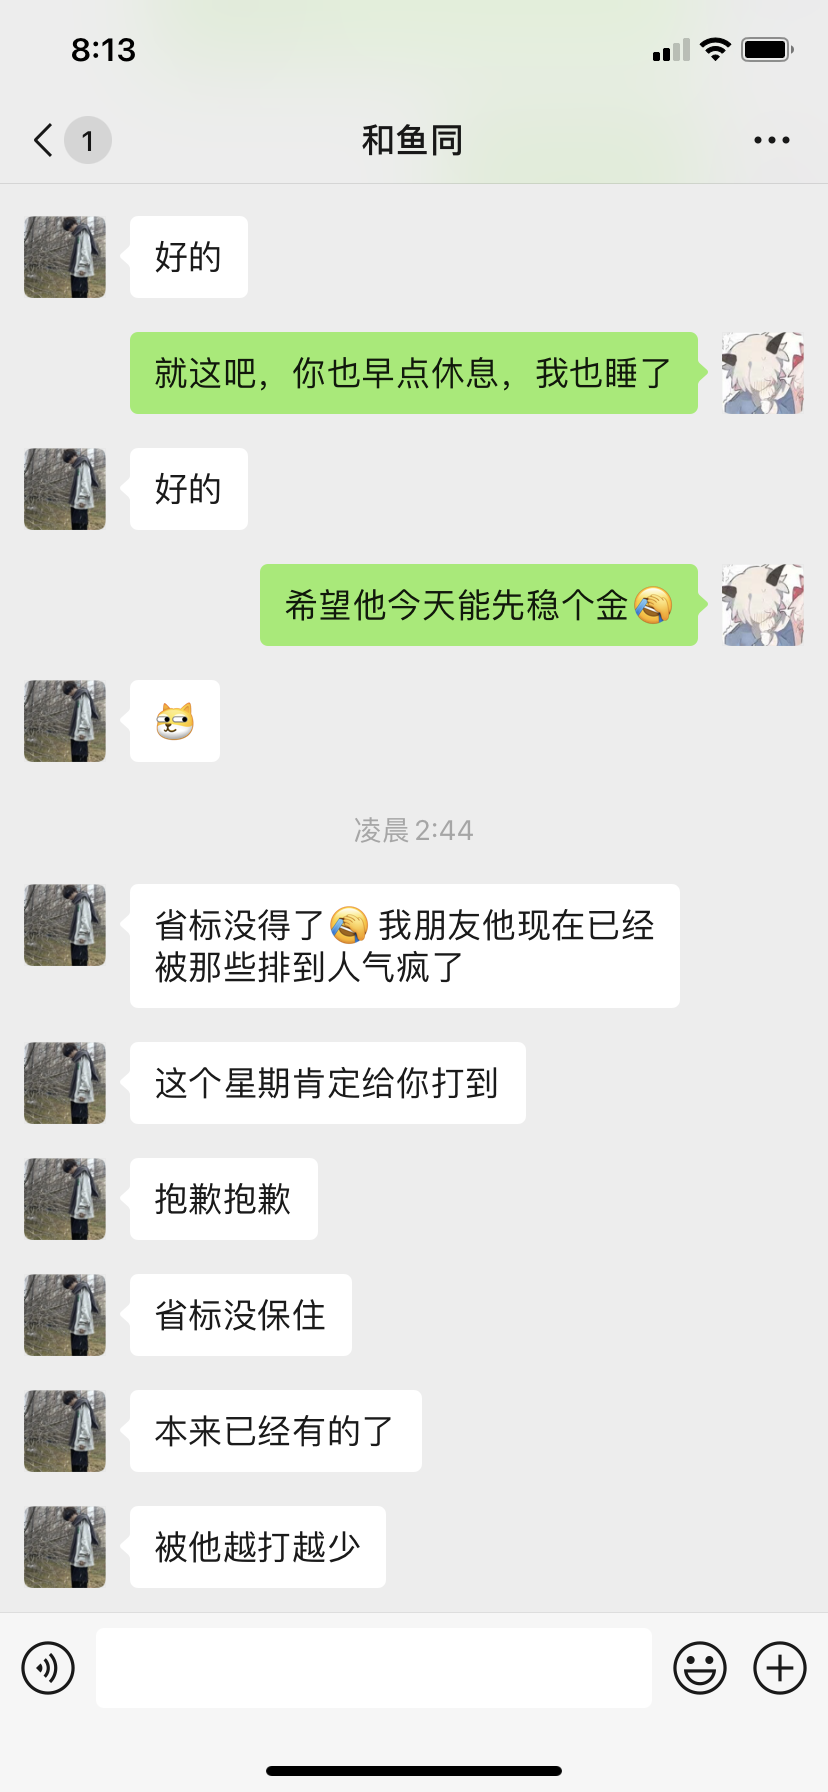 8:13
1
和鱼同
好的
就这吧，你也早点休息，我也睡了
好的
希望他今天能先稳个金🤦
凌晨 2:44
省标没得了🤦 我朋友他现在已经
被那些排到人气疯了
这个星期肯定给你打到
抱歉抱歉
省标没保住
本来已经有的了
被他越打越少